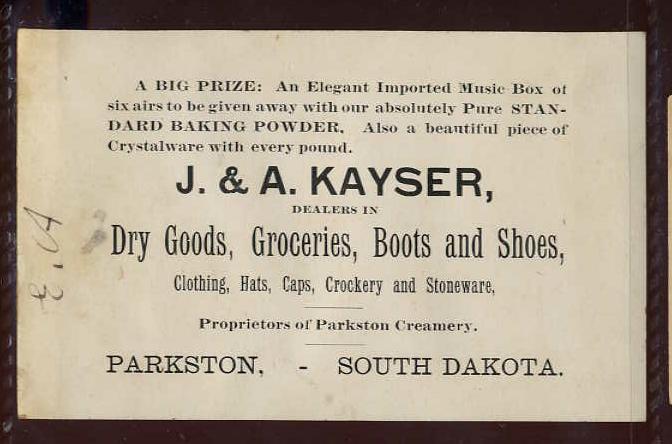 A BIG PRIZE: An Elegant Imported Music Box of
six airs to be given away with our absolutely Pure STAN-
DARD BAKING POWDER. Also a beautiful piece of
Crystalware with every pound.
J. & A. KAYSER,
DEALERS IN
Dry Goods, Groceries, Boots and Shoes,
Clothing, Hats, Caps, Crockery and Stoneware,
Proprietors of Parkston Creamery.
PARKSTON, - SOUTH DAKOTA.